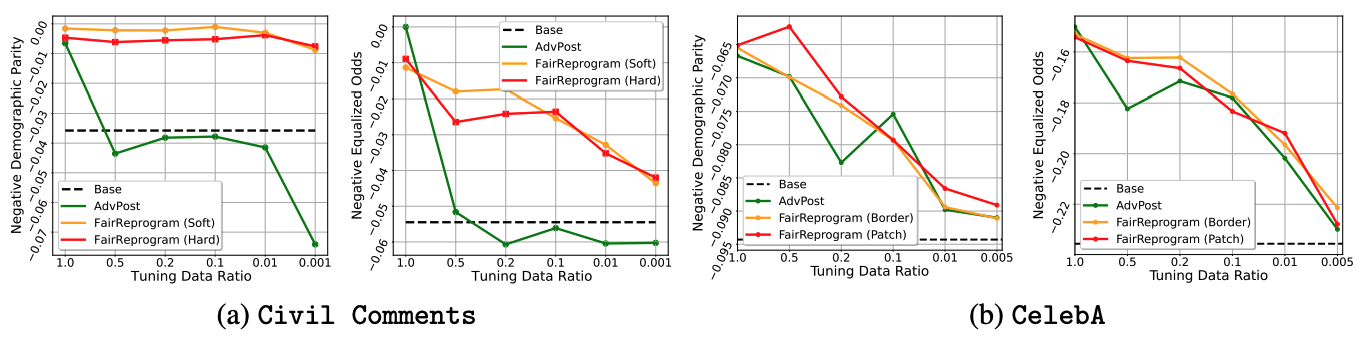 Negative Demographic Parity
0.00
−0.01
−0.02
−0.03
−0.04
−0.05
−0.06
−0.07
Base
AdvPost
FairReprogram (Soft)
FairReprogram (Hard)
1.0 0.5 0.2 0.1 0.01 0.001
Tuning Data Ratio
Negative Equalized Odds
0.00
−0.01
−0.02
−0.03
−0.04
−0.05
−0.06
Base
AdvPost
FairReprogram (Soft)
FairReprogram (Hard)
1.0 0.5 0.2 0.1 0.01 0.001
Tuning Data Ratio
(a) Civil Comments
Negative Demographic Parity
−0.065
−0.070
−0.075
−0.080
−0.085
−0.090
−0.095
Base
AdvPost
FairReprogram (Border)
FairReprogram (Patch)
1.0 0.5 0.2 0.1 0.01 0.005
Tuning Data Ratio
Negative Equalized Odds
−0.16
−0.18
−0.20
−0.22
Base
AdvPost
FairReprogram (Border)
FairReprogram (Patch)
1.0 0.5 0.2 0.1 0.01 0.005
Tuning Data Ratio
(b) CelebA